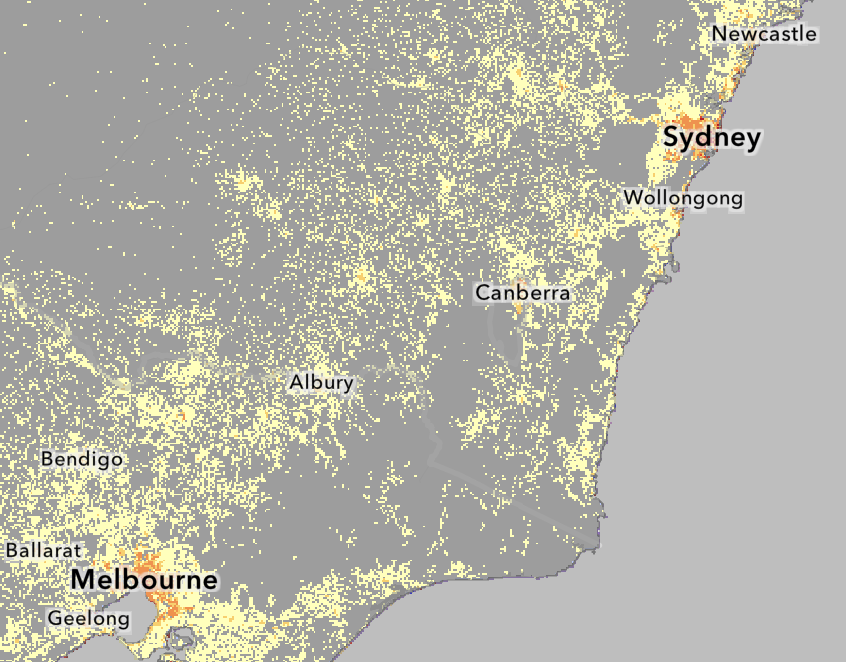 Newcastle
Sydney
Wollongong
Canberra
Albury
Bendigo
Ballarat
Melbourne
Geelong